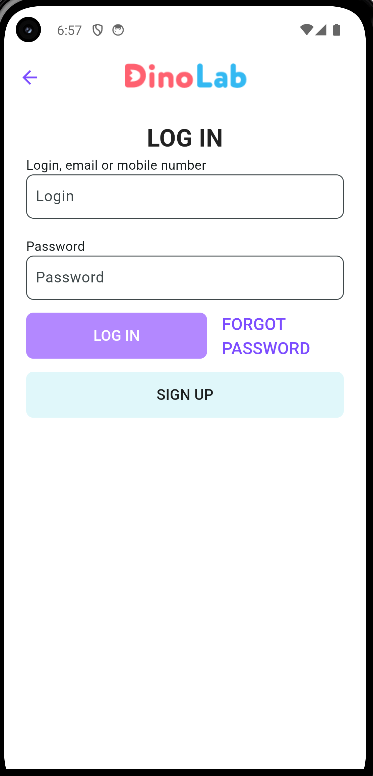 6:57
DinoLab
LOG IN
Login, email or mobile number
Login
Password
Password
LOG IN
FORGOT
PASSWORD
SIGN UP